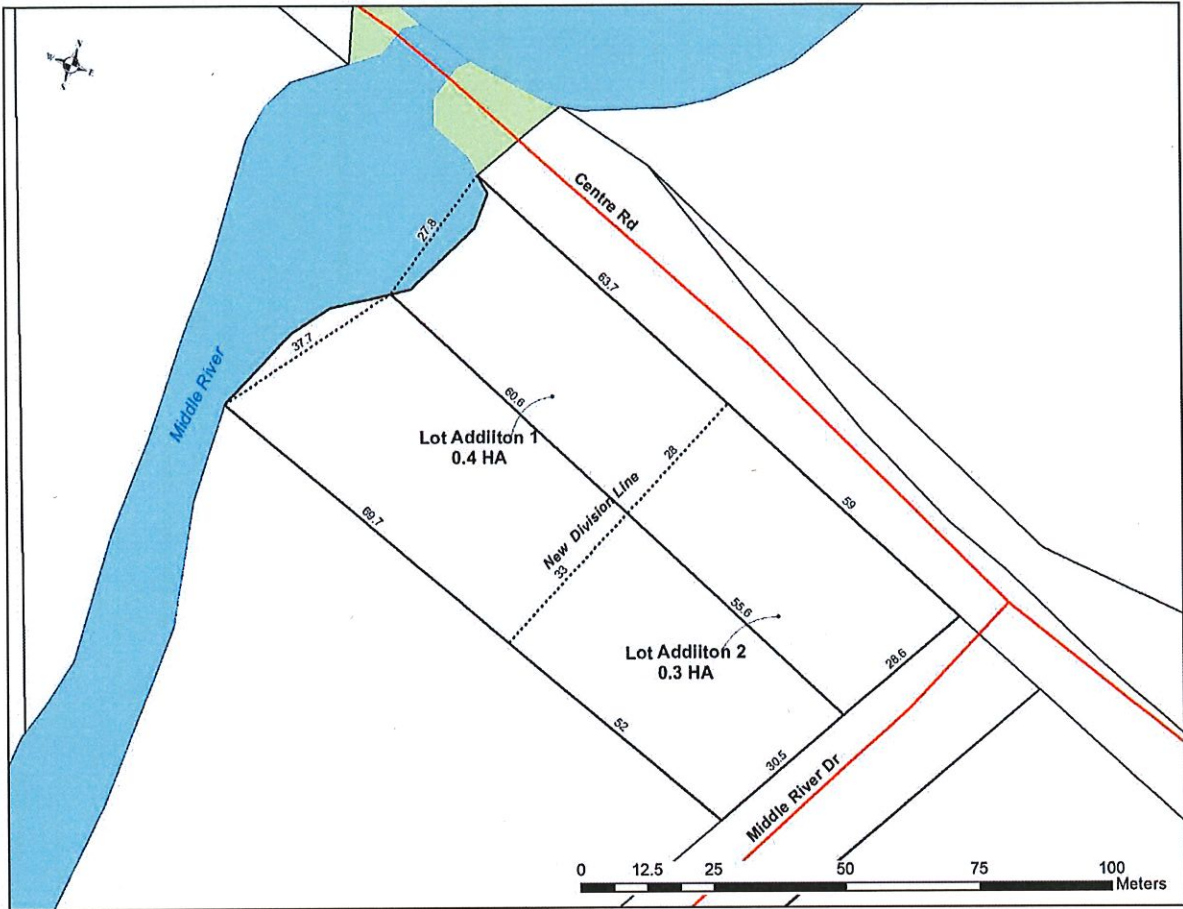 N
W
E
S
Centre Rd
27.8
63.7
37.7
Middle River
60.6
Lot Addiiton 1
0.4 HA
28
New Division Line
33
59
69.7
55.6
Lot Addiiton 2
0.3 HA
28.6
52
30.5
Middle River Dr
0 12.5 25 50 75 100
Meters